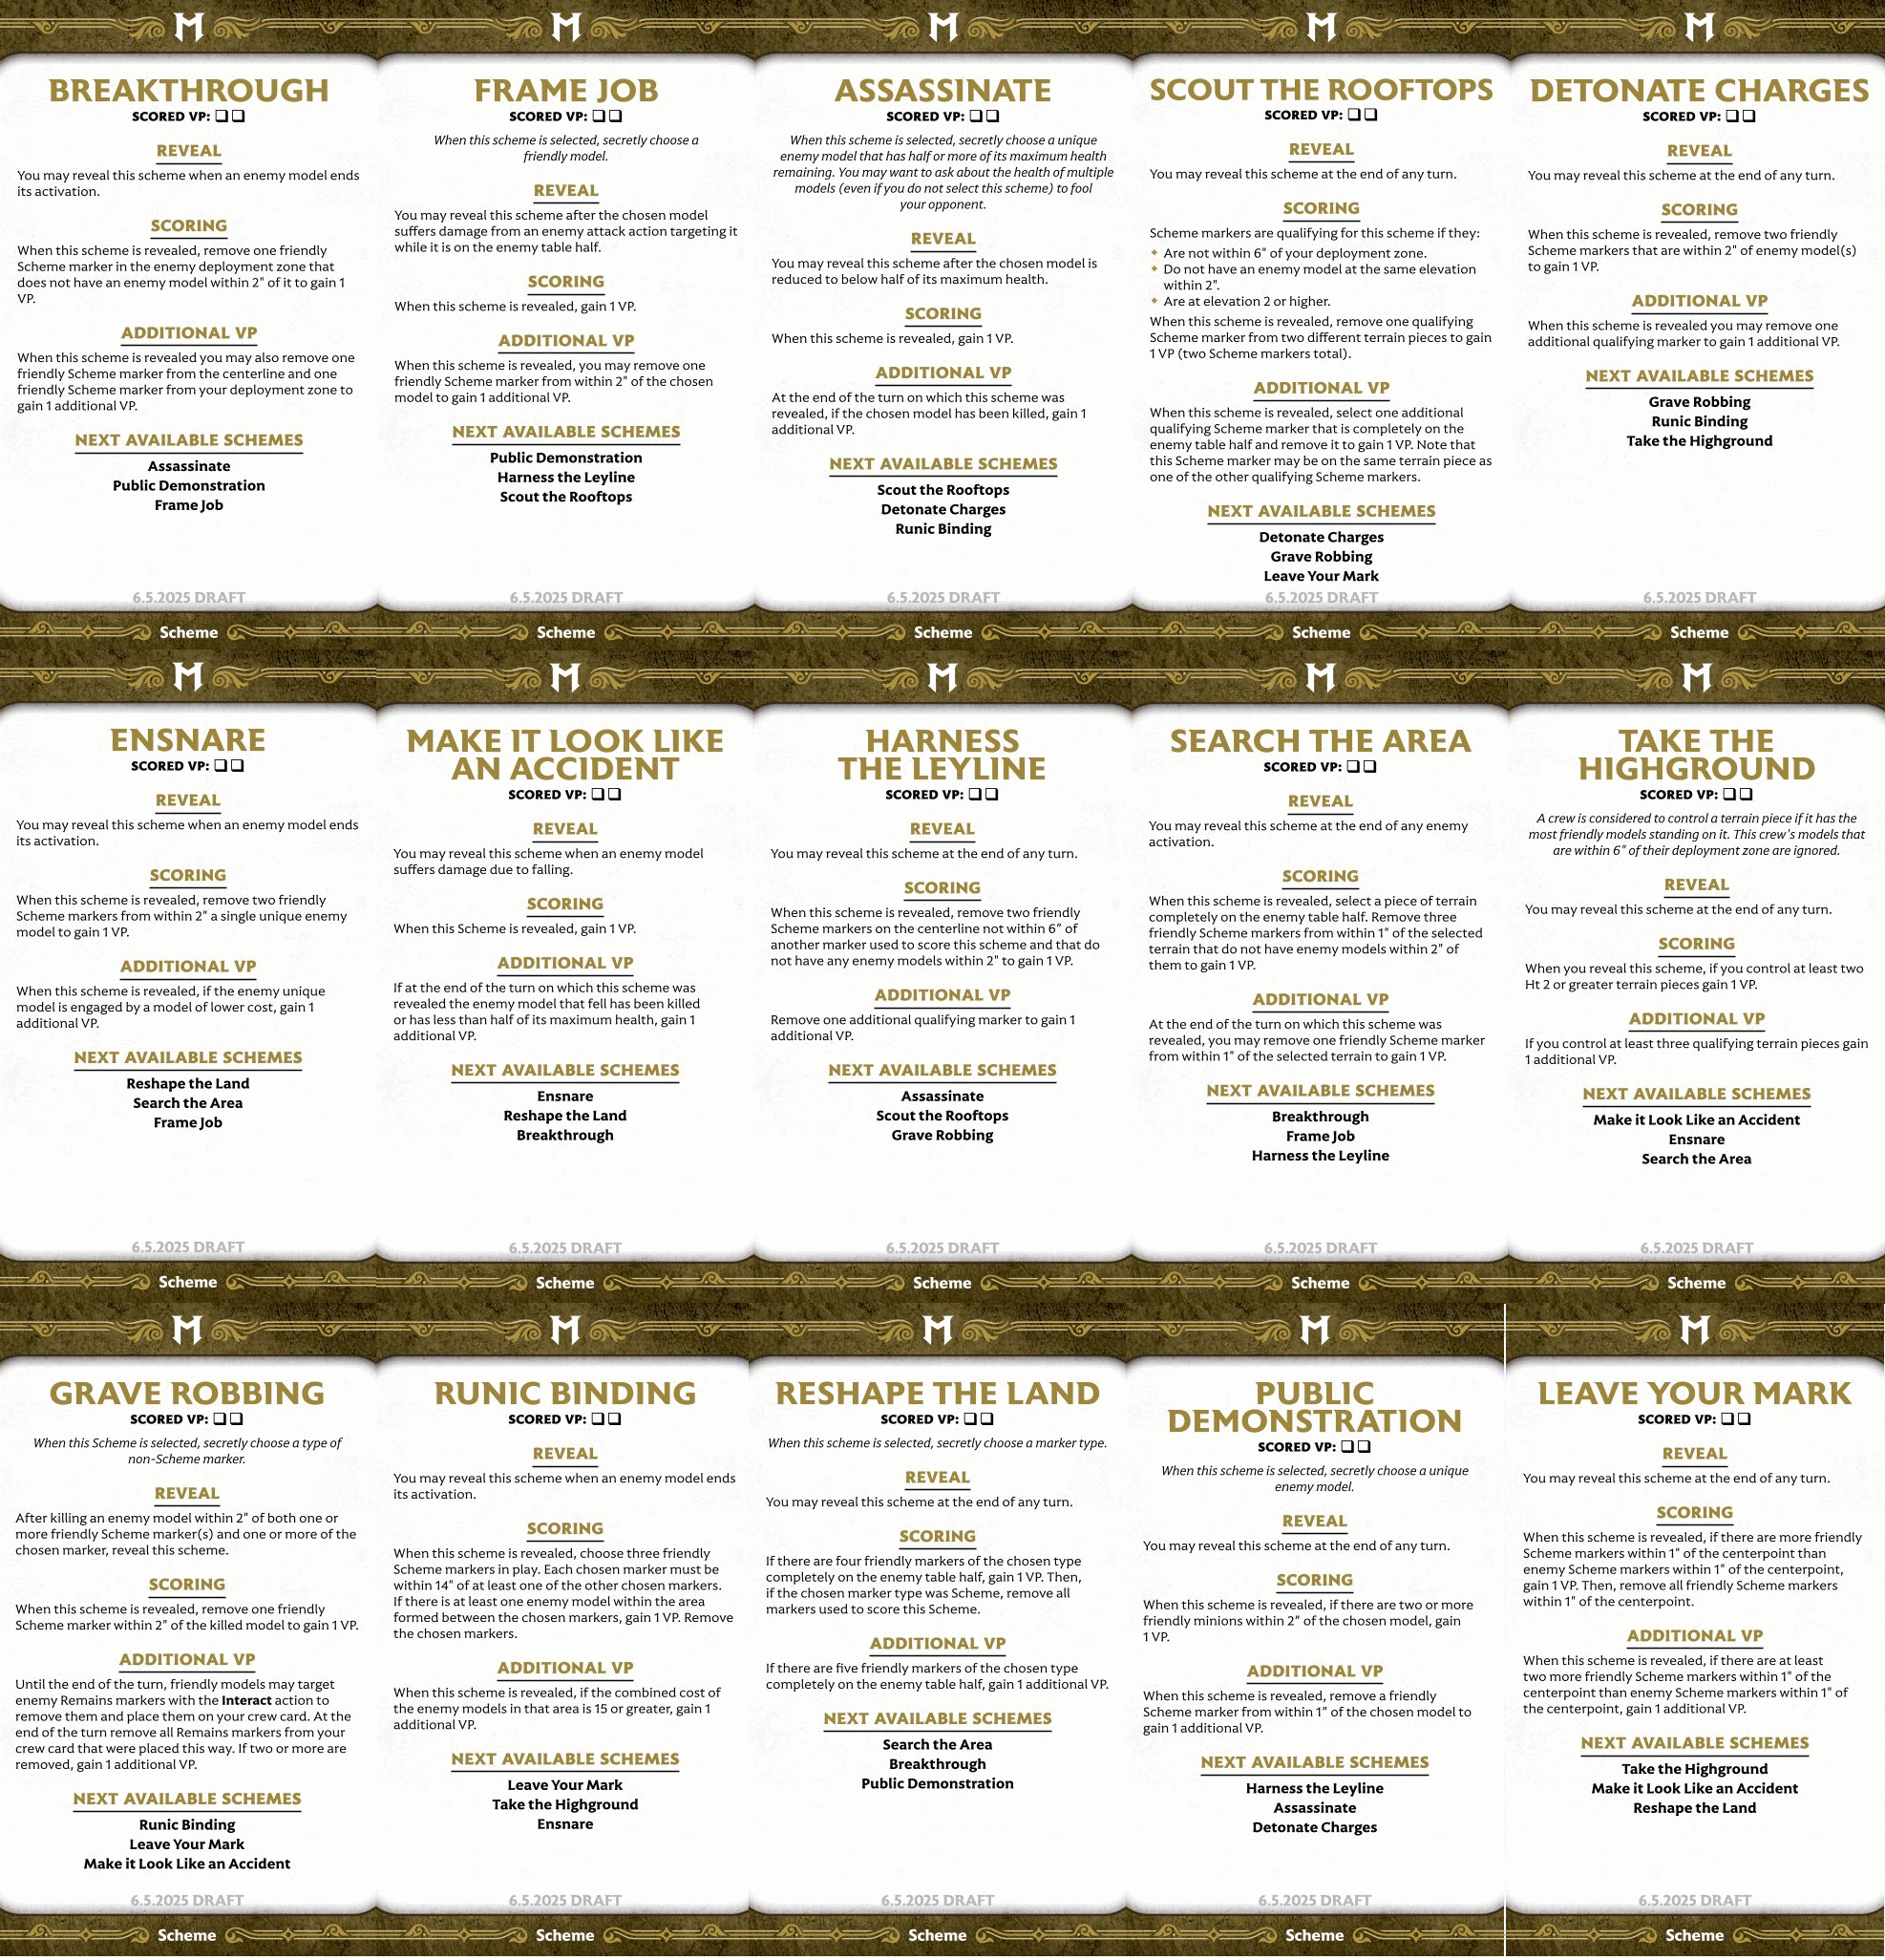 M
BREAKTHROUGH
SCORED VP: ❑❑
REVEAL
You may reveal this scheme when an enemy model ends
its activation.
SCORING
When this scheme is revealed, remove one friendly
Scheme marker in the enemy deployment zone that
does not have an enemy model within 2" of it to gain 1
VP.
ADDITIONAL VP
When this scheme is revealed you may also remove one
friendly Scheme marker from the centerline and one
friendly Scheme marker from your deployment zone to
gain 1 additional VP.
NEXT AVAILABLE SCHEMES
Assassinate
Public Demonstration
Frame Job
6.5.2025 DRAFT
Scheme
M
FRAME JOB
SCORED VP: ❑❑
When this scheme is selected, secretly choose a
friendly model.
REVEAL
You may reveal this scheme after the chosen model
suffers damage from an enemy attack action targeting it
while it is on the enemy table half.
SCORING
When this scheme is revealed, gain 1 VP.
ADDITIONAL VP
When this scheme is revealed, you may remove one
friendly Scheme marker from within 2" of the chosen
model to gain 1 additional VP.
NEXT AVAILABLE SCHEMES
Public Demonstration
Harness the Leyline
Scout the Rooftops
6.5.2025 DRAFT
Scheme
M
ASSASSINATE
SCORED VP: ❑❑
When this scheme is selected, secretly choose a unique
enemy model that has half or more of its maximum health
remaining. You may want to ask about the health of multiple
models (even if you do not select this scheme) to fool
your opponent.
REVEAL
You may reveal this scheme after the chosen model is
reduced to below half of its maximum health.
SCORING
When this scheme is revealed, gain 1 VP.
ADDITIONAL VP
At the end of the turn on which this scheme was
revealed, if the chosen model has been killed, gain 1
additional VP.
NEXT AVAILABLE SCHEMES
Scout the Rooftops
Detonate Charges
Runic Binding
6.5.2025 DRAFT
Scheme
M
SCOUT THE ROOFTOPS
SCORED VP: ❑❑
REVEAL
You may reveal this scheme at the end of any turn.
SCORING
Scheme markers are qualifying for this scheme if they:
Are not within 6" of your deployment zone.
Do not have an enemy model at the same elevation
within 2".
Are at elevation 2 or higher.
When this scheme is revealed, remove one qualifying
Scheme marker from two different terrain pieces to gain
1 VP (two Scheme markers total).
ADDITIONAL VP
When this scheme is revealed, select one additional
qualifying Scheme marker that is completely on the
enemy table half and remove it to gain 1 VP. Note that
this Scheme marker may be on the same terrain piece as
one of the other qualifying Scheme markers.
NEXT AVAILABLE SCHEMES
Detonate Charges
Grave Robbing
Leave Your Mark
6.5.2025 DRAFT
Scheme
M
DETONATE CHARGES
SCORED VP: ❑❑
REVEAL
You may reveal this scheme at the end of any turn.
SCORING
When this scheme is revealed, remove two friendly
Scheme markers that are within 2" of enemy model(s)
to gain 1 VP.
ADDITIONAL VP
When this scheme is revealed you may remove one
additional qualifying marker to gain 1 additional VP.
NEXT AVAILABLE SCHEMES
Grave Robbing
Runic Binding
Take the Highground
6.5.2025 DRAFT
Scheme
M
ENSNARE
SCORED VP: ❑❑
REVEAL
You may reveal this scheme when an enemy model ends
its activation.
SCORING
When this scheme is revealed, remove two friendly
Scheme markers from within 2" a single unique enemy
model to gain 1 VP.
ADDITIONAL VP
When this scheme is revealed, if the enemy unique
model is engaged by a model of lower cost, gain 1
additional VP.
NEXT AVAILABLE SCHEMES
Reshape the Land
Search the Area
Frame Job
6.5.2025 DRAFT
Scheme
M
MAKE IT LOOK LIKE
AN ACCIDENT
SCORED VP: ❑❑
REVEAL
You may reveal this scheme when an enemy model
suffers damage due to falling.
SCORING
When this Scheme is revealed, gain 1 VP.
ADDITIONAL VP
If at the end of the turn on which this scheme was
revealed the enemy model that fell has been killed
or has less than half of its maximum health, gain 1
additional VP.
NEXT AVAILABLE SCHEMES
Ensnare
Reshape the Land
Breakthrough
6.5.2025 DRAFT
Scheme
M
HARNESS
THE LEYLINE
SCORED VP: ❑❑
REVEAL
You may reveal this scheme at the end of any turn.
SCORING
When this scheme is revealed, remove two friendly
Scheme markers on the centerline not within 6" of
another marker used to score this scheme and that do
not have any enemy models within 2" to gain 1 VP.
ADDITIONAL VP
Remove one additional qualifying marker to gain 1
additional VP.
NEXT AVAILABLE SCHEMES
Assassinate
Scout the Rooftops
Grave Robbing
6.5.2025 DRAFT
Scheme
M
SEARCH THE AREA
SCORED VP: ❑❑
REVEAL
You may reveal this scheme at the end of any enemy
activation.
SCORING
When this scheme is revealed, select a piece of terrain
completely on the enemy table half. Remove three
friendly Scheme markers from within 1" of the selected
terrain that do not have enemy models within 2" of
them to gain 1 VP.
ADDITIONAL VP
At the end of the turn on which this scheme was
revealed, you may remove one friendly Scheme marker
from within 1" of the selected terrain to gain 1 VP.
NEXT AVAILABLE SCHEMES
Breakthrough
Frame Job
Harness the Leyline
6.5.2025 DRAFT
Scheme
M
TAKE THE
HIGHGROUND
SCORED VP: ❑❑
A crew is considered to control a terrain piece if it has the
most friendly models standing on it. This crew's models that
are within 6" of their deployment zone are ignored.
REVEAL
You may reveal this scheme at the end of any turn.
SCORING
When you reveal this scheme, if you control at least two
Ht 2 or greater terrain pieces gain 1 VP.
ADDITIONAL VP
If you control at least three qualifying terrain pieces gain
1 additional VP.
NEXT AVAILABLE SCHEMES
Make it Look Like an Accident
Ensnare
Search the Area
6.5.2025 DRAFT
Scheme
M
GRAVE ROBBING
SCORED VP: ❑❑
When this Scheme is selected, secretly choose a type of
non-Scheme marker.
REVEAL
After killing an enemy model within 2" of both one or
more friendly Scheme marker(s) and one or more of the
chosen marker, reveal this scheme.
SCORING
When this scheme is revealed, remove one friendly
Scheme marker within 2" of the killed model to gain 1 VP.
ADDITIONAL VP
Until the end of the turn, friendly models may target
enemy Remains markers with the Interact action to
remove them and place them on your crew card. At the
end of the turn remove all Remains markers from your
crew card that were placed this way. If two or more are
removed, gain 1 additional VP.
NEXT AVAILABLE SCHEMES
Runic Binding
Leave Your Mark
Make it Look Like an Accident
6.5.2025 DRAFT
Scheme
M
RUNIC BINDING
SCORED VP: ❑❑
REVEAL
You may reveal this scheme when an enemy model ends
its activation.
SCORING
When this scheme is revealed, choose three friendly
Scheme markers in play. Each chosen marker must be
within 14" of at least one of the other chosen markers.
If there is at least one enemy model within the area
formed between the chosen markers, gain 1 VP. Remove
the chosen markers.
ADDITIONAL VP
When this scheme is revealed, if the combined cost of
the enemy models in that area is 15 or greater, gain 1
additional VP.
NEXT AVAILABLE SCHEMES
Leave Your Mark
Take the Highground
Ensnare
6.5.2025 DRAFT
Scheme
M
RESHAPE THE LAND
SCORED VP: ❑❑
When this scheme is selected, secretly choose a marker type.
REVEAL
You may reveal this scheme at the end of any turn.
SCORING
If there are four friendly markers of the chosen type
completely on the enemy table half, gain 1 VP. Then,
if the chosen marker type was Scheme, remove all
markers used to score this Scheme.
ADDITIONAL VP
If there are five friendly markers of the chosen type
completely on the enemy table half, gain 1 additional VP.
NEXT AVAILABLE SCHEMES
Search the Area
Breakthrough
Public Demonstration
6.5.2025 DRAFT
Scheme
M
PUBLIC
DEMONSTRATION
SCORED VP: ❑❑
When this scheme is selected, secretly choose a unique
enemy model.
REVEAL
You may reveal this scheme at the end of any turn.
SCORING
When this scheme is revealed, if there are two or more
friendly minions within 2" of the chosen model, gain
1 VP.
ADDITIONAL VP
When this scheme is revealed, remove a friendly
Scheme marker from within 1" of the chosen model to
gain 1 additional VP.
NEXT AVAILABLE SCHEMES
Harness the Leyline
Assassinate
Detonate Charges
6.5.2025 DRAFT
Scheme
M
LEAVE YOUR MARK
SCORED VP: ❑❑
REVEAL
You may reveal this scheme at the end of any turn.
SCORING
When this scheme is revealed, if there are more friendly
Scheme markers within 1" of the centerpoint than
enemy Scheme markers within 1" of the centerpoint,
gain 1 VP. Then, remove all friendly Scheme markers
within 1" of the centerpoint.
ADDITIONAL VP
When this scheme is revealed, if there are at least
two more friendly Scheme markers within 1" of the
centerpoint than enemy Scheme markers within 1" of
the centerpoint, gain 1 additional VP.
NEXT AVAILABLE SCHEMES
Take the Highground
Make it Look Like an Accident
Reshape the Land
6.5.2025 DRAFT
Scheme